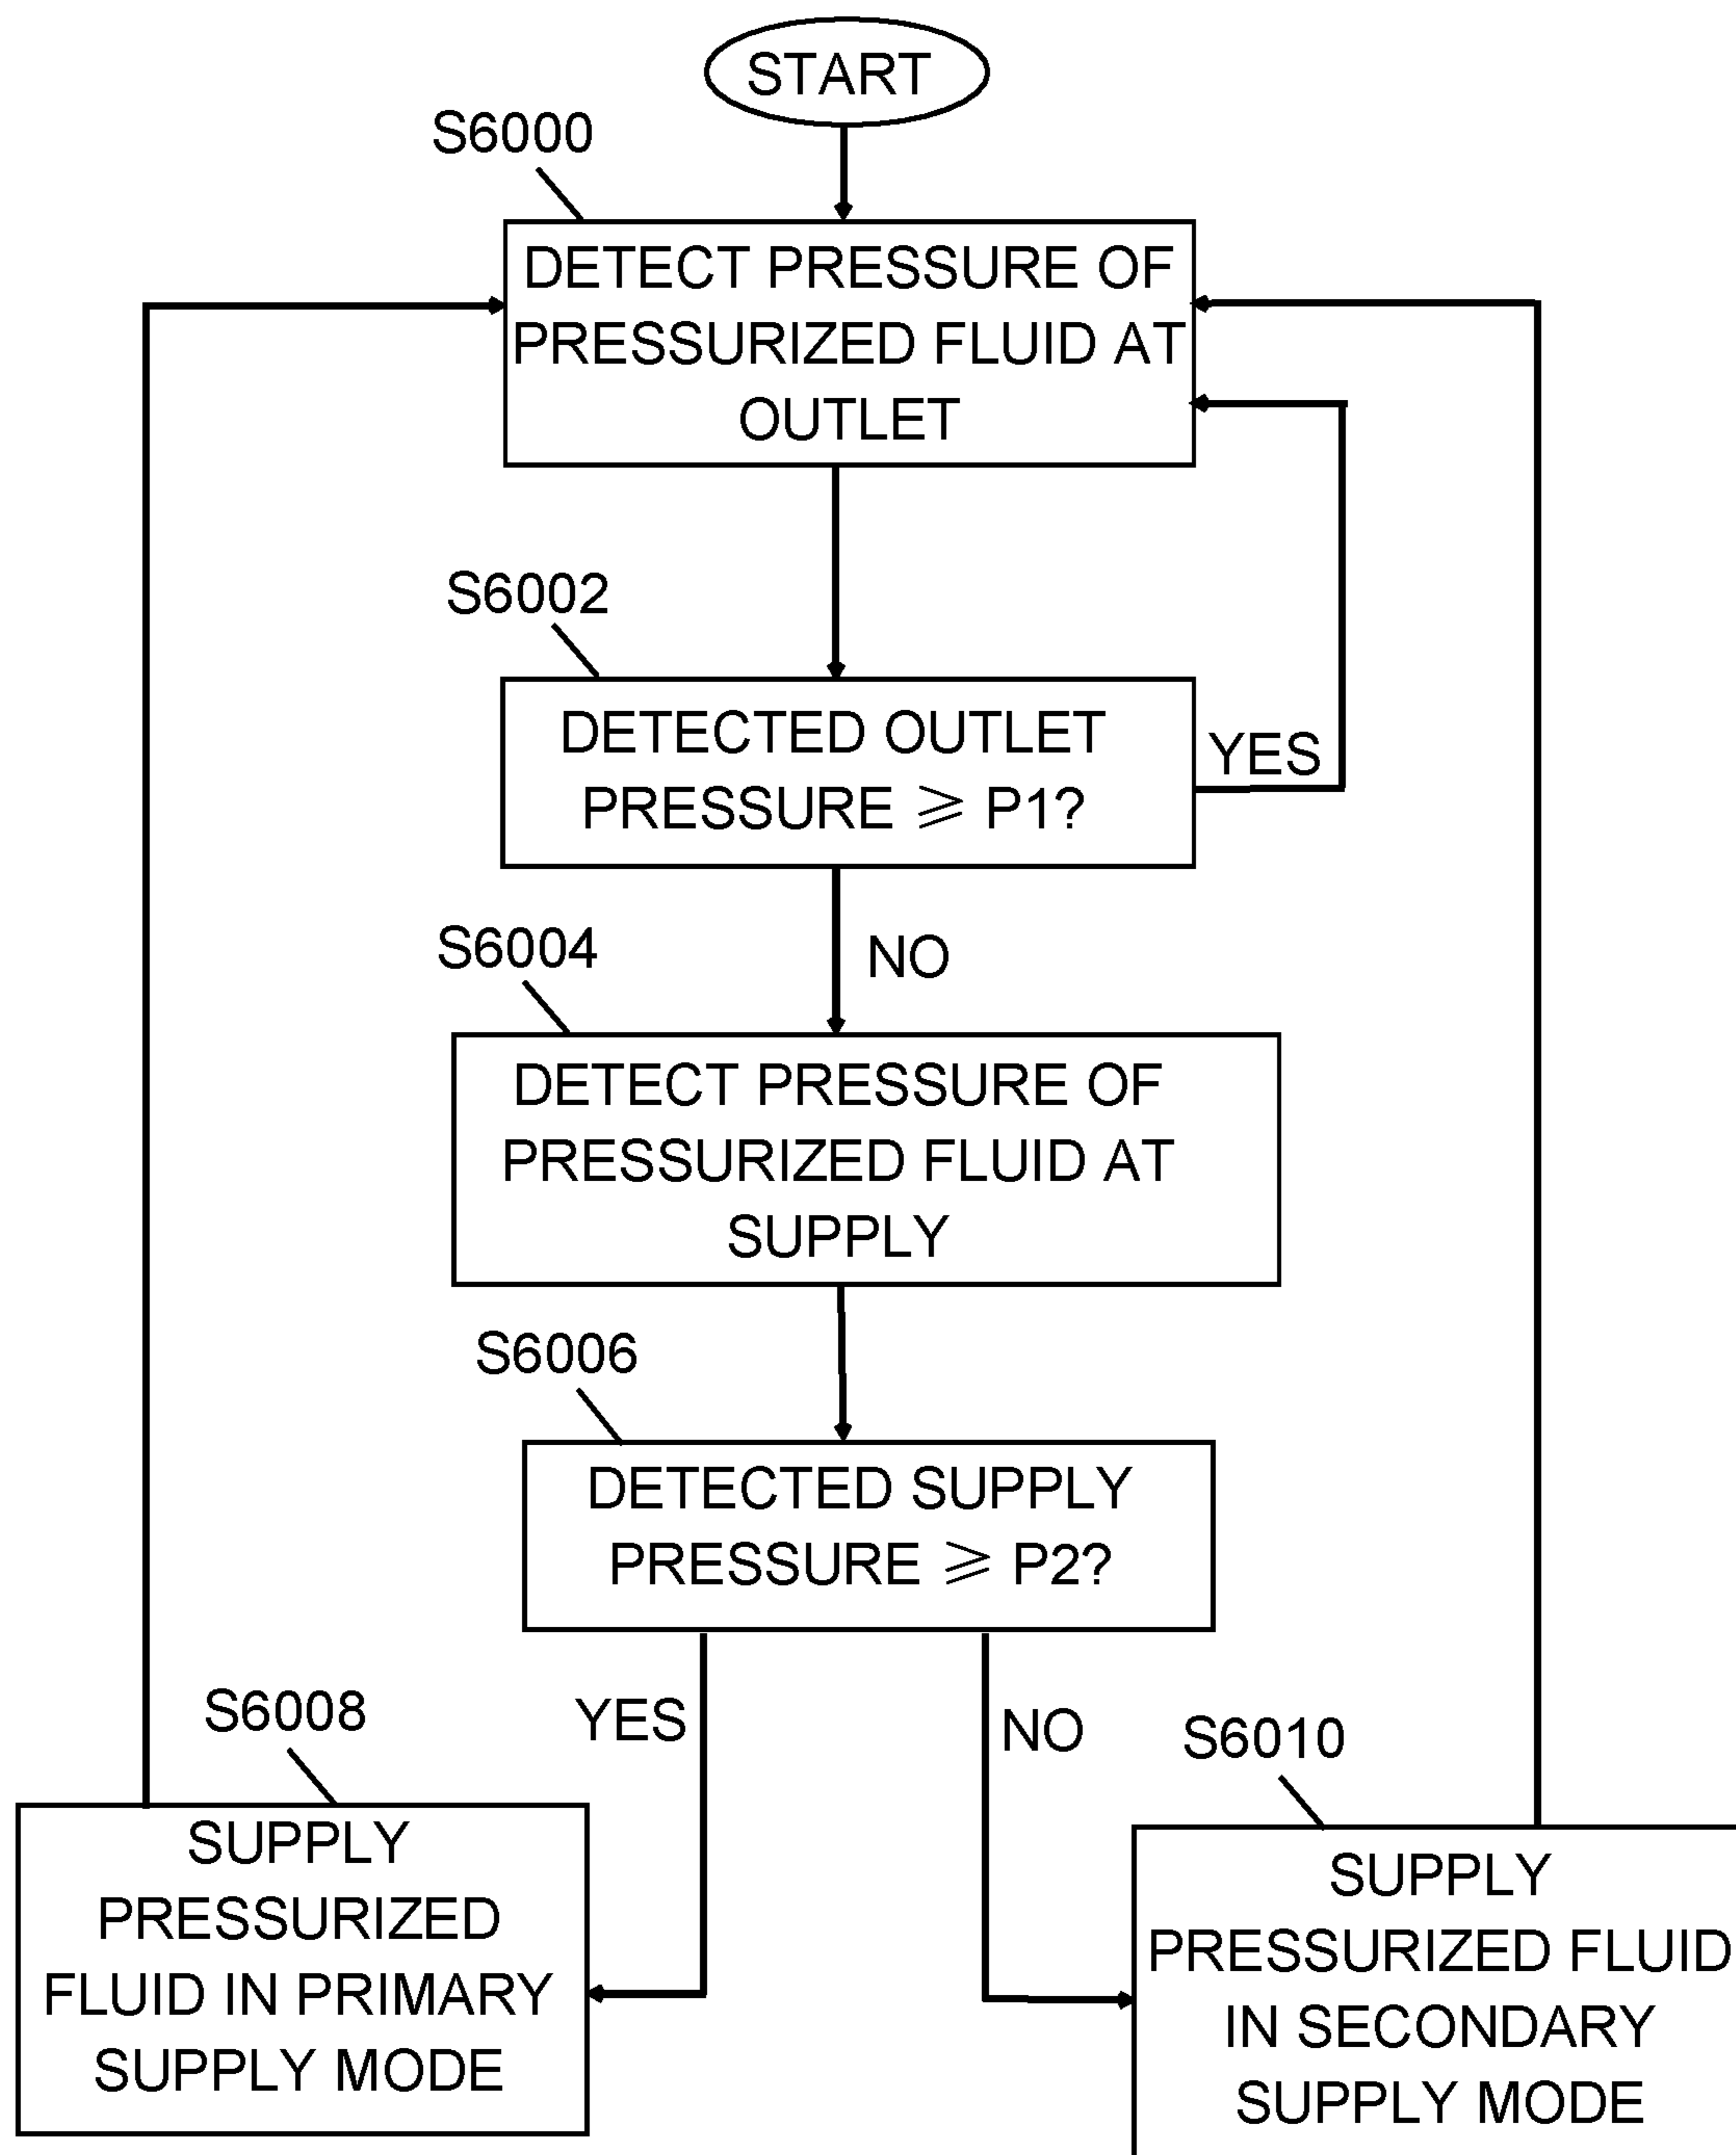 START
S6000
DETECT PRESSURE OF
PRESSURIZED FLUID AT
OUTLET
S6002
DETECTED OUTLET
PRESSURE ⩾ P1?
YES
NO
S6004
DETECT PRESSURE OF
PRESSURIZED FLUID AT
SUPPLY
S6006
DETECTED SUPPLY
PRESSURE ⩾ P2?
YES
NO
S6008
SUPPLY
PRESSURIZED
FLUID IN PRIMARY
SUPPLY MODE
S6010
SUPPLY
PRESSURIZED FLUID
IN SECONDARY
SUPPLY MODE